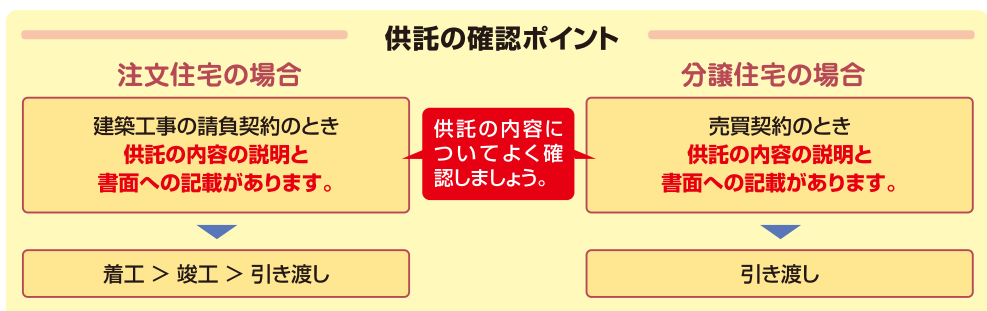 供託の確認ポイント
注文住宅の場合
建築工事の請負契約のとき
供託の内容の説明と
書面への記載があります。
着工 > 竣工 > 引き渡し
供託の内容に
ついてよく確
認しましょう。
分譲住宅の場合
売買契約のとき
供託の内容の説明と
書面への記載があります。
引き渡し